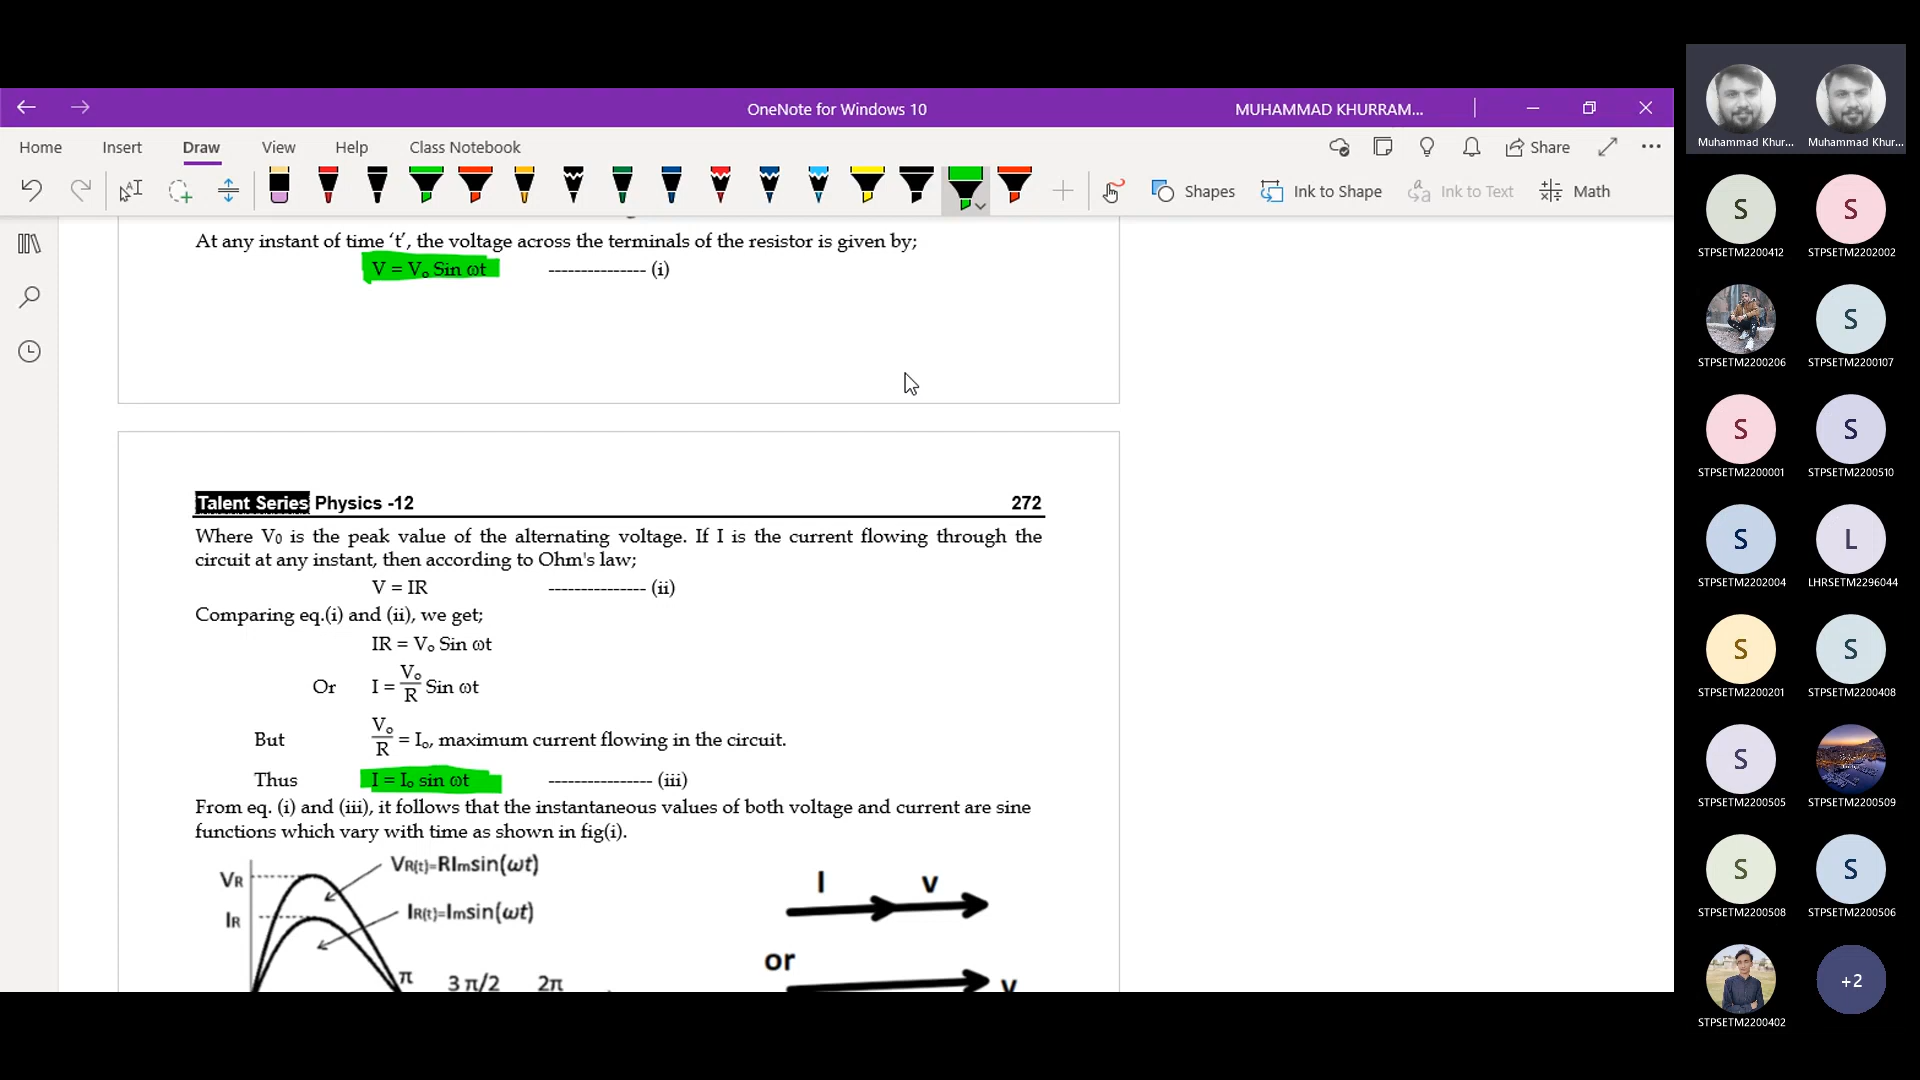 OneNote for Windows 10
MUHAMMAD KHURRAM...
Home Insert Draw View Help Class Notebook
Share
Shapes Ink to Shape Ink to Text Math
At any instant of time ‘t’, the voltage across the terminals of the resistor is given by;
V = Vₒ Sin ωt --------------- (i)
Talent Series Physics -12 272
Where V₀ is the peak value of the alternating voltage. If I is the current flowing through the
circuit at any instant, then according to Ohm's law;
V = IR --------------- (ii)
Comparing eq.(i) and (ii), we get;
IR = Vₒ Sin ωt
Or I = Vₒ/R Sin ωt
But Vₒ/R = Iₒ, maximum current flowing in the circuit.
Thus I = Iₒ sin ωt ---------------- (iii)
From eq. (i) and (iii), it follows that the instantaneous values of both voltage and current are sine
functions which vary with time as shown in fig(i).
VR
VR(t)=RImsin(ωt)
IR
IR(t)=Imsin(ωt)
π 3 π/2 2π
I v
or
v
Muhammad Khur... Muhammad Khur...
S S
STPSETM2200412 STPSETM2202002
S
STPSETM2200206 STPSETM2200107
S S
STPSETM2200001 STPSETM2200510
S L
STPSETM2202004 LHRSETM2296044
S S
STPSETM2200201 STPSETM2200408
S
STPSETM2200505 STPSETM2200509
S S
STPSETM2200508 STPSETM2200506
+2
STPSETM2200402